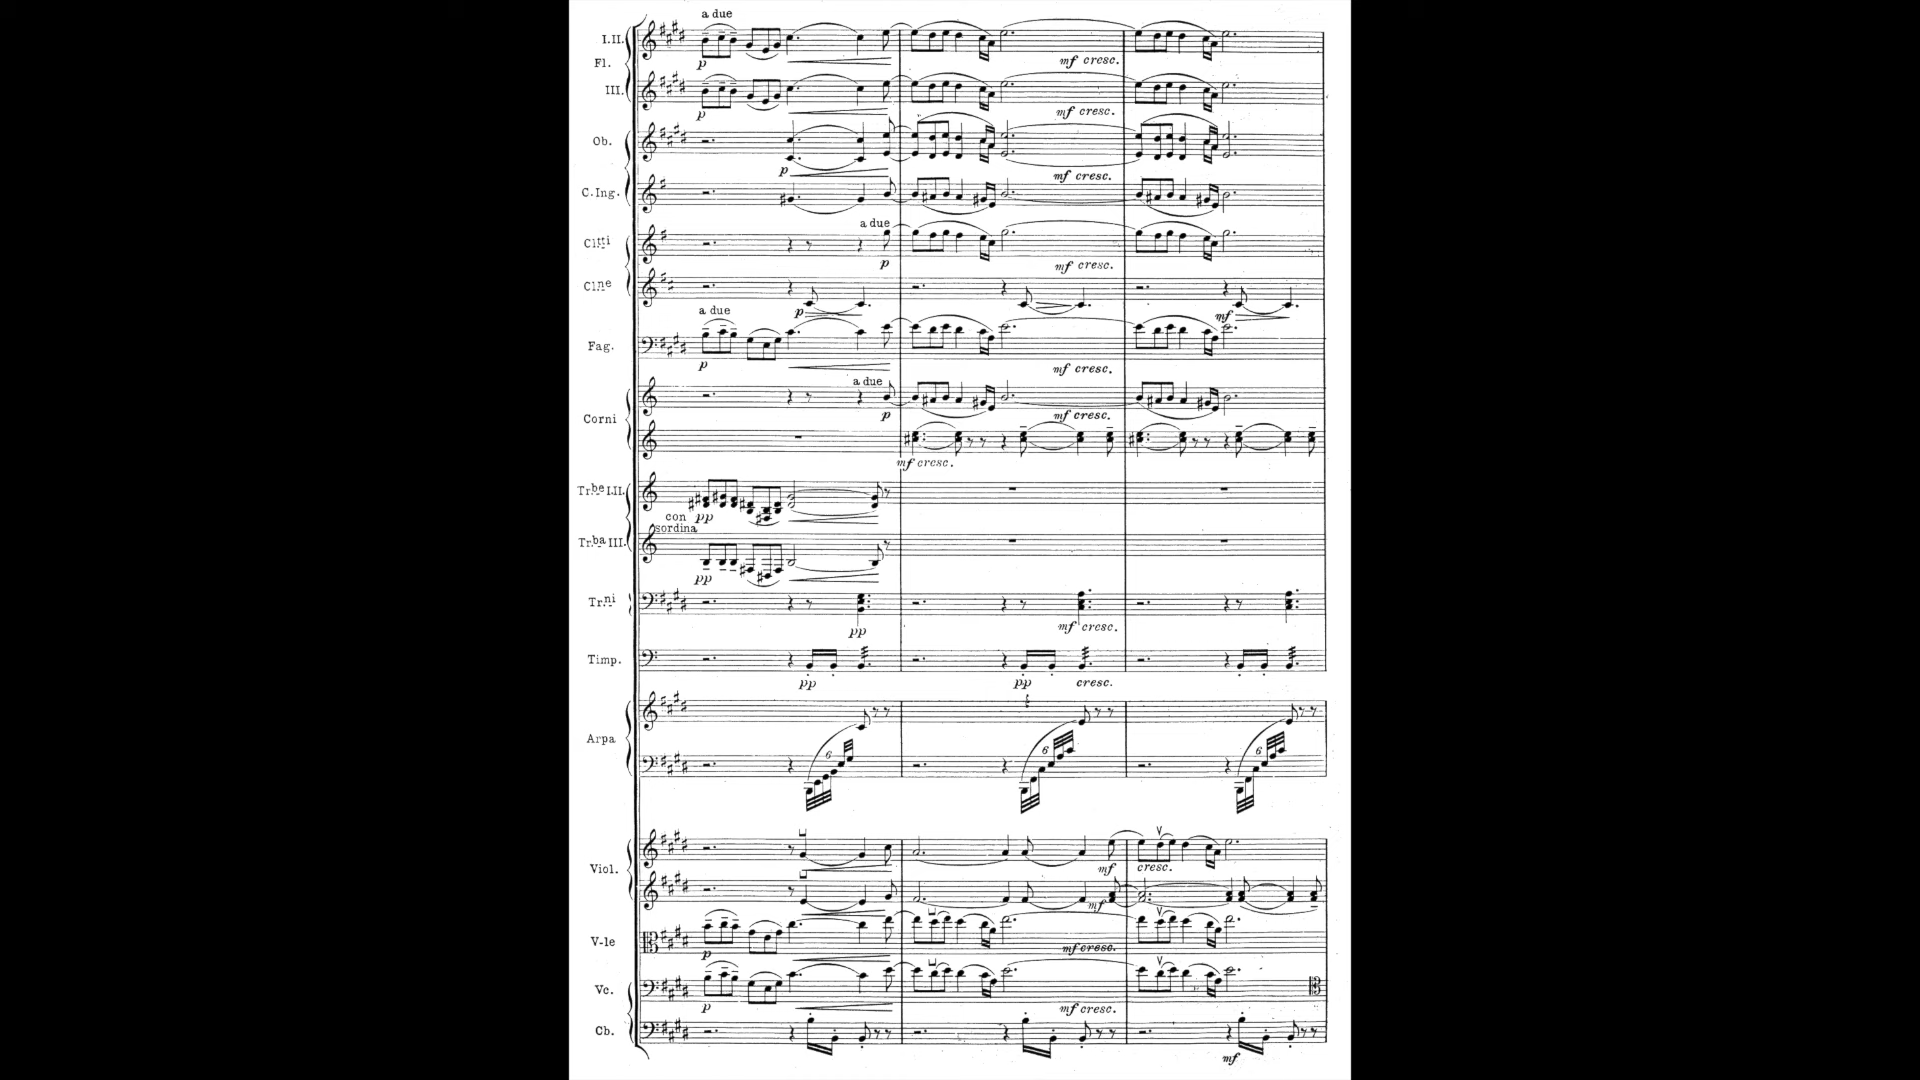 a due
I.II.
Fl.
p
mf cresc.
III.
p
mf cresc.
Ob.
p
mf cresc.
C.Ing.
a due
Cl^tti
p
mf cresc.
Cl^ne
p
mf
a due
Fag.
p
mf cresc.
a due
p
mf cresc.
Corni
mf cresc.
Tr.be I.II.
con pp
sordina
Tr.ba III.
pp
Tr.ni
pp
mf cresc.
Timp.
pp
pp
cresc.
Arpa
6
6
6
Viol.
mf
cresc.
mf
V-le
p
mf cresc.
Vc.
p
mf cresc.
Cb.
mf